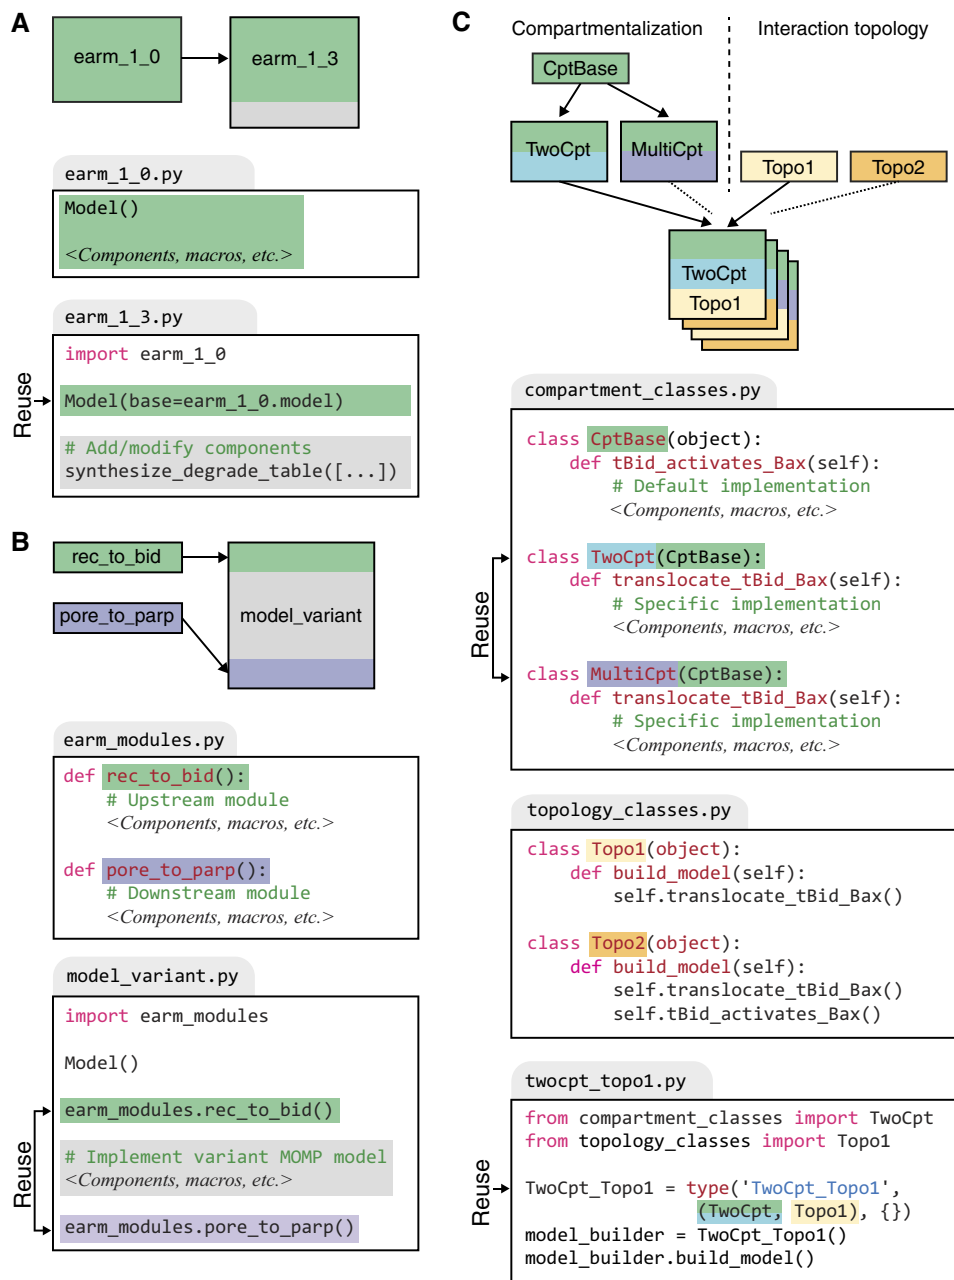 A
earm_1_0
earm_1_3
earm_1_0.py
Model()
<Components, macros, etc.>
earm_1_3.py
import earm_1_0
Reuse
Model(base=earm_1_0.model)
# Add/modify components
synthesize_degrade_table([...])
B
rec_to_bid
pore_to_parp
model_variant
earm_modules.py
def rec_to_bid():
# Upstream module
<Components, macros, etc.>
def pore_to_parp():
# Downstream module
<Components, macros, etc.>
model_variant.py
import earm_modules
Model()
Reuse
earm_modules.rec_to_bid()
# Implement variant MOMP model
<Components, macros, etc.>
earm_modules.pore_to_parp()
C
Compartmentalization
Interaction topology
CptBase
TwoCpt
MultiCpt
Topo1
Topo2
TwoCpt
Topo1
compartment_classes.py
class CptBase(object):
def tBid_activates_Bax(self):
# Default implementation
<Components, macros, etc.>
Reuse
class TwoCpt(CptBase):
def translocate_tBid_Bax(self):
# Specific implementation
<Components, macros, etc.>
class MultiCpt(CptBase):
def translocate_tBid_Bax(self):
# Specific implementation
<Components, macros, etc.>
topology_classes.py
class Topo1(object):
def build_model(self):
self.translocate_tBid_Bax()
class Topo2(object):
def build_model(self):
self.translocate_tBid_Bax()
self.tBid_activates_Bax()
twocpt_topo1.py
from compartment_classes import TwoCpt
from topology_classes import Topo1
Reuse
TwoCpt_Topo1 = type('TwoCpt_Topo1',
(TwoCpt, Topo1), {})
model_builder = TwoCpt_Topo1()
model_builder.build_model()